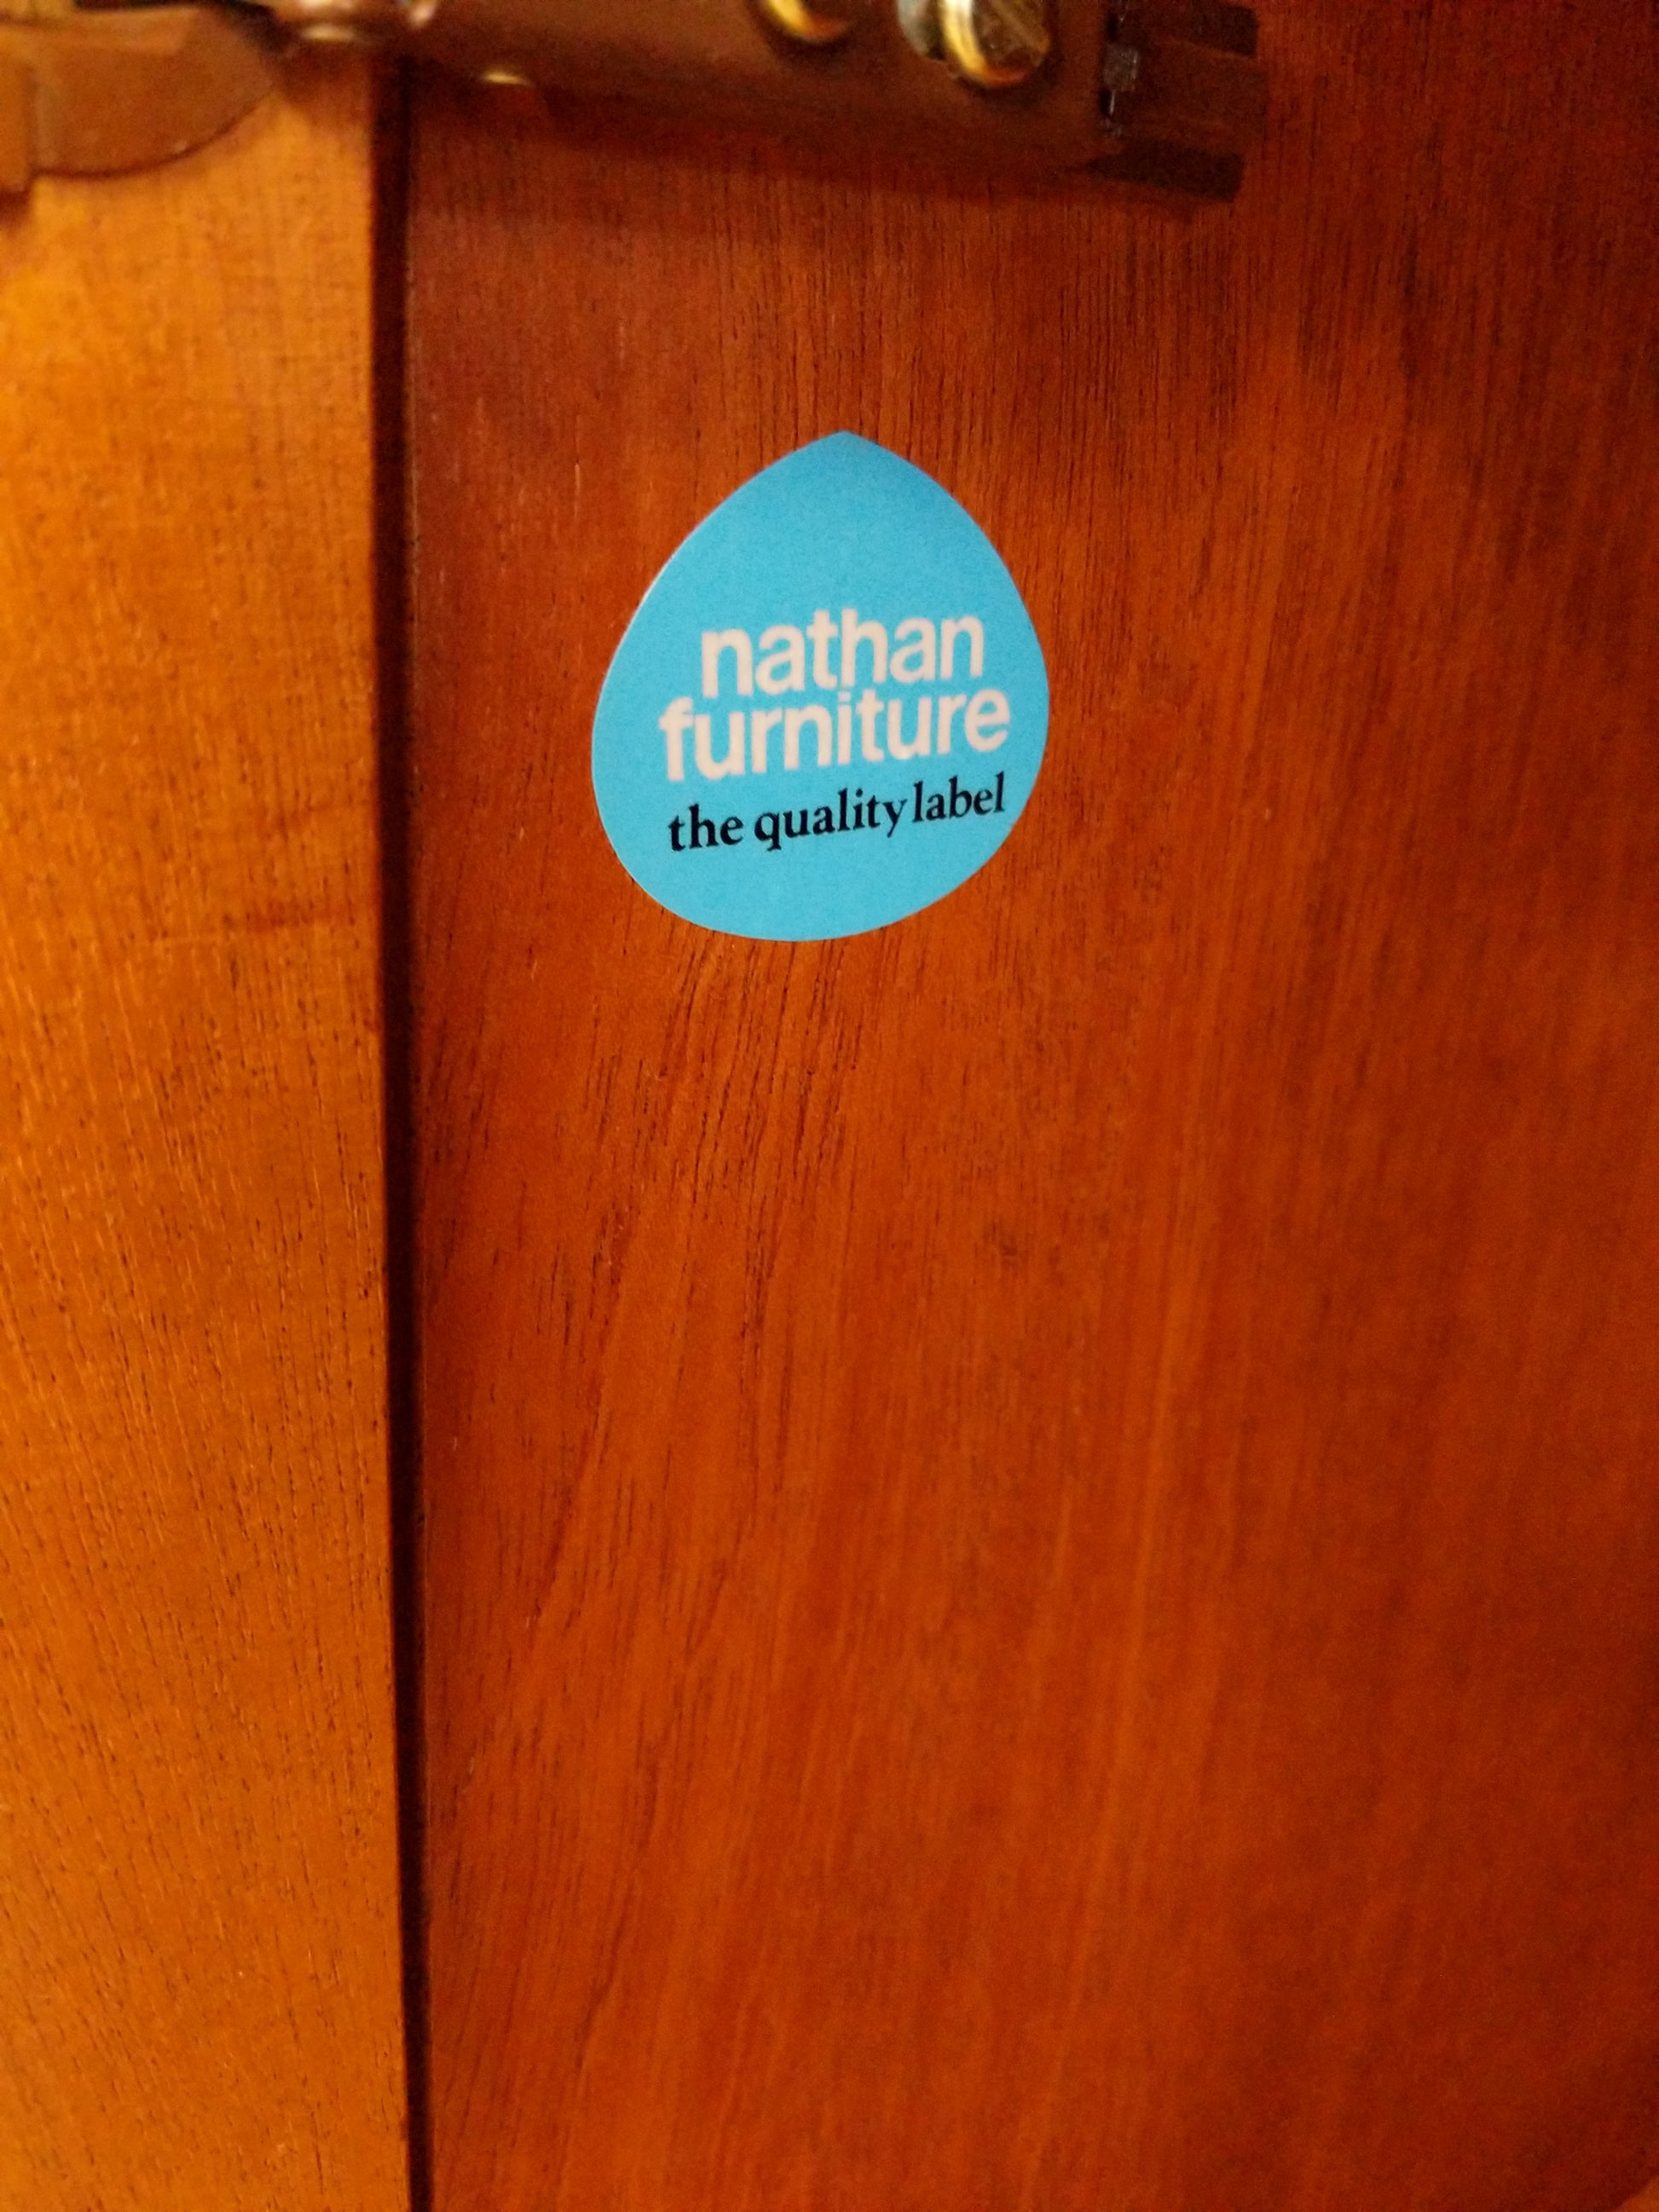 nathan
furniture
the quality label